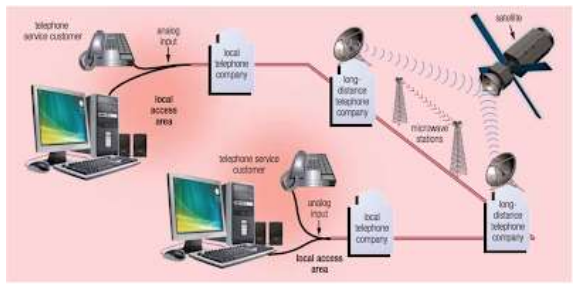 telephone
service customer
analog
input
local
telephone
company
local
access
area
satellite
long-
distance
telephone
company
microwave
stations
telephone service
customer
analog
input
local access
area
local
telephone
company
long-
distance
telephone
company